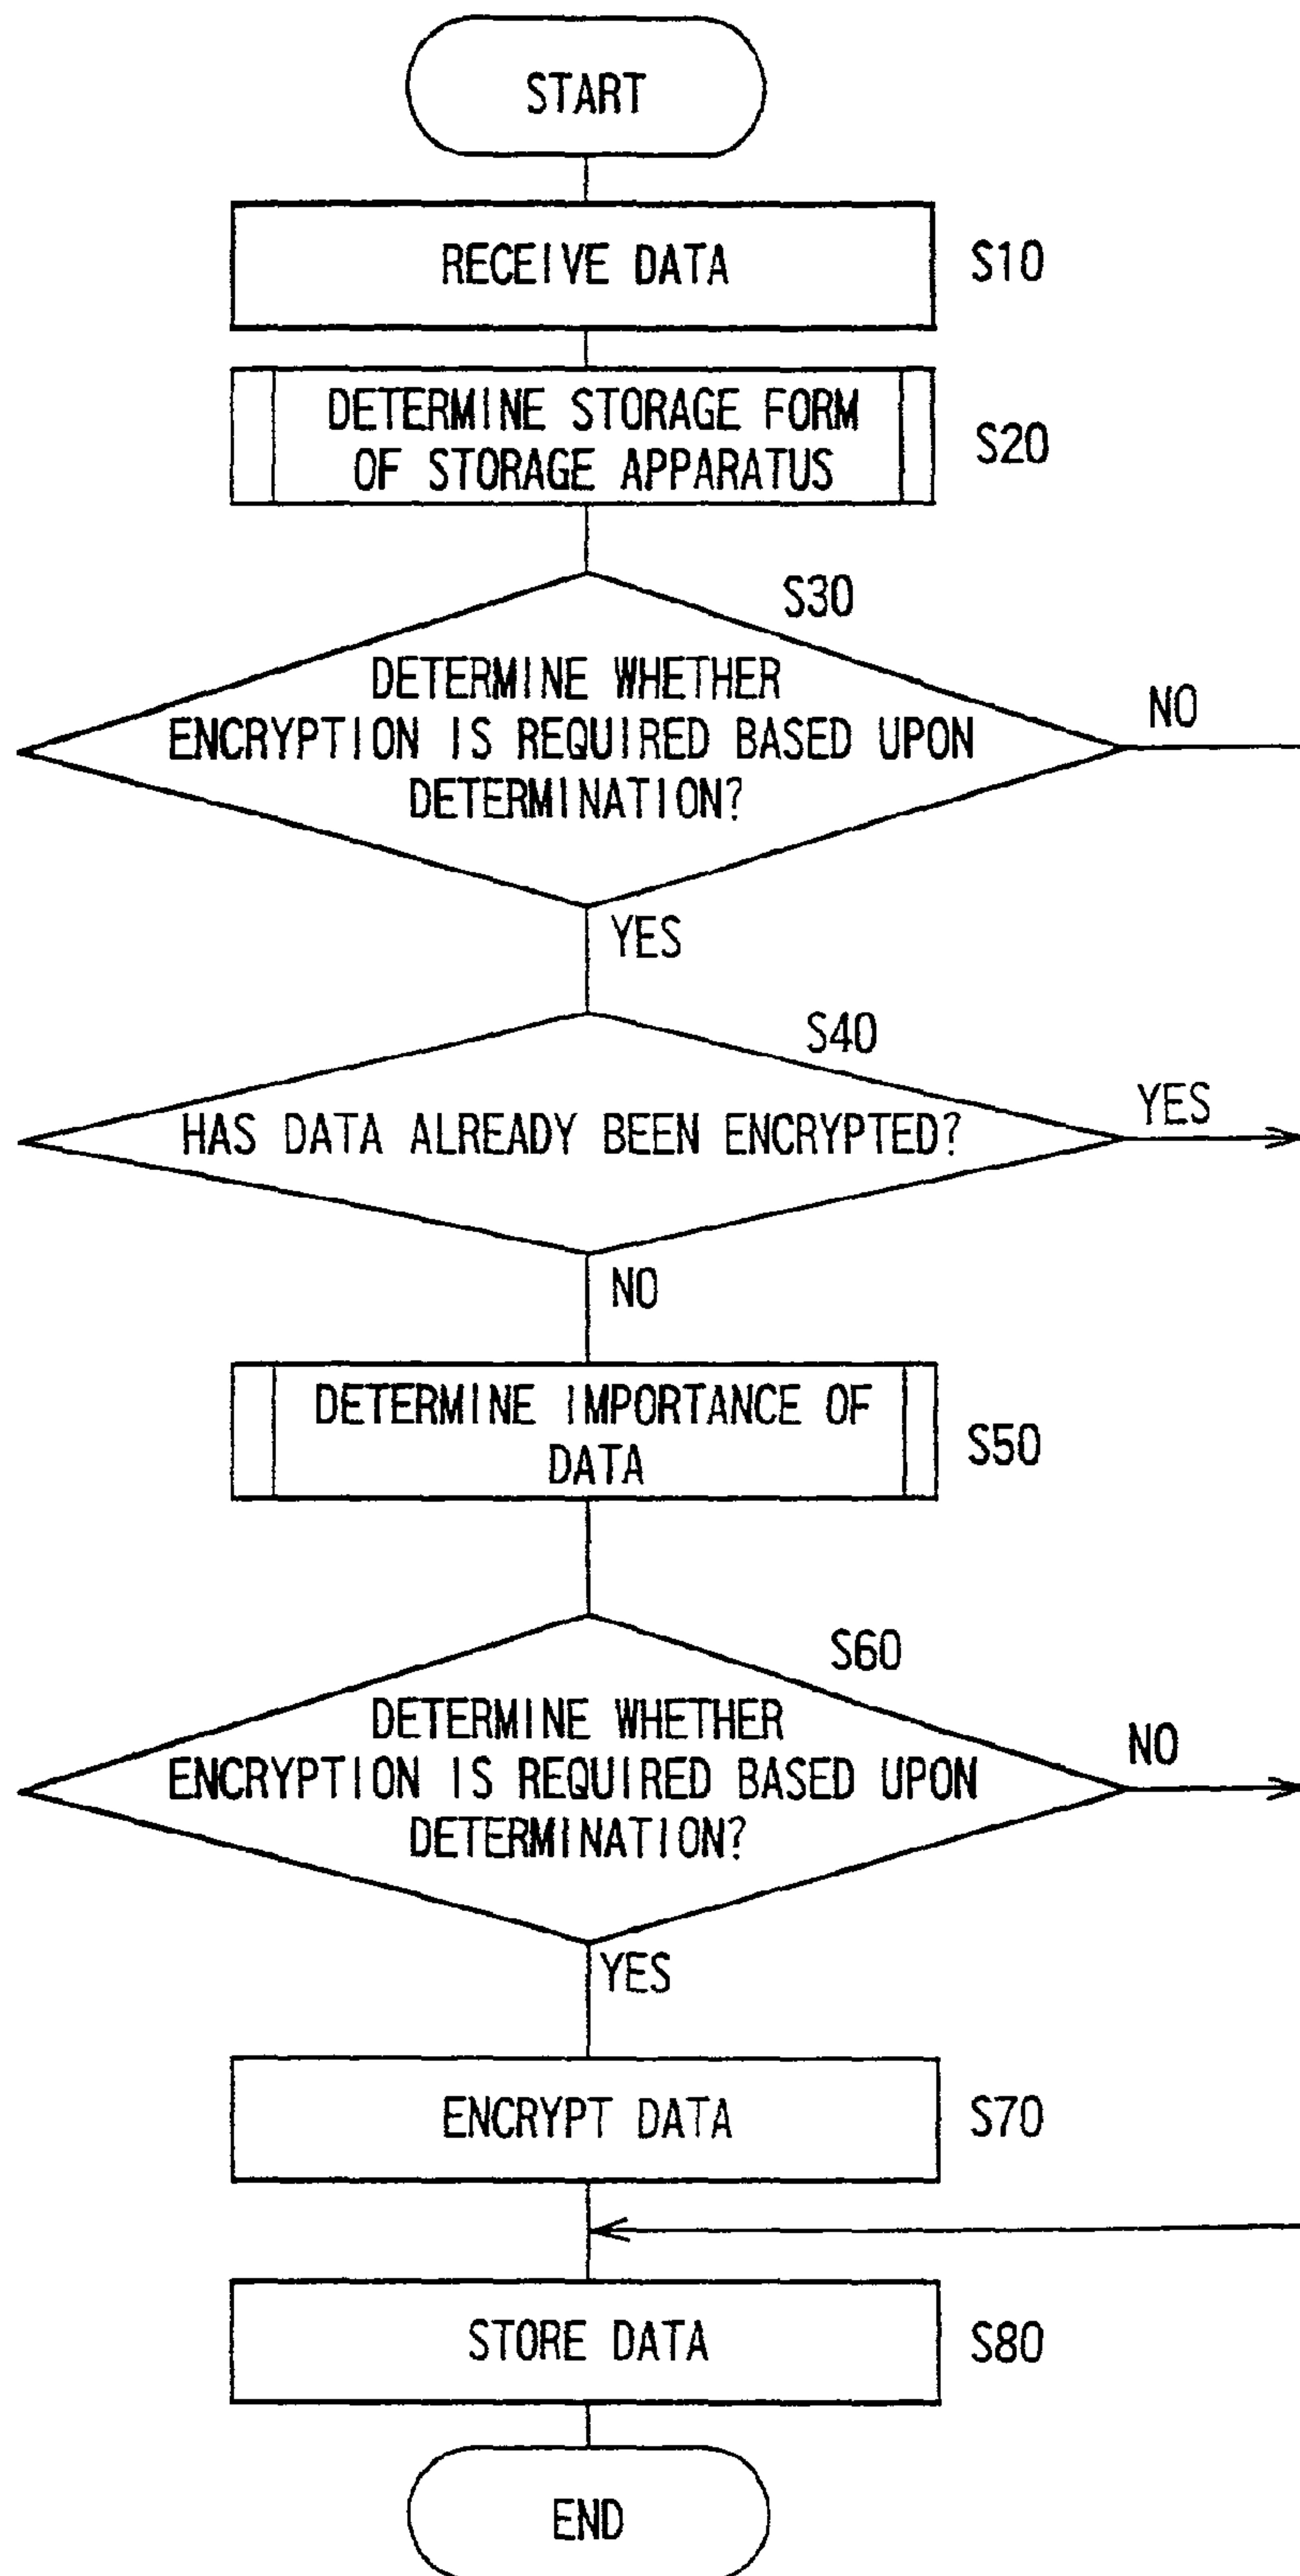 START
RECEIVE DATA
S10
DETERMINE STORAGE FORM
OF STORAGE APPARATUS
S20
S30
DETERMINE WHETHER
ENCRYPTION IS REQUIRED BASED UPON
DETERMINATION?
NO
YES
S40
HAS DATA ALREADY BEEN ENCRYPTED?
YES
NO
DETERMINE IMPORTANCE OF
DATA
S50
S60
DETERMINE WHETHER
ENCRYPTION IS REQUIRED BASED UPON
DETERMINATION?
NO
YES
ENCRYPT DATA
S70
STORE DATA
S80
END